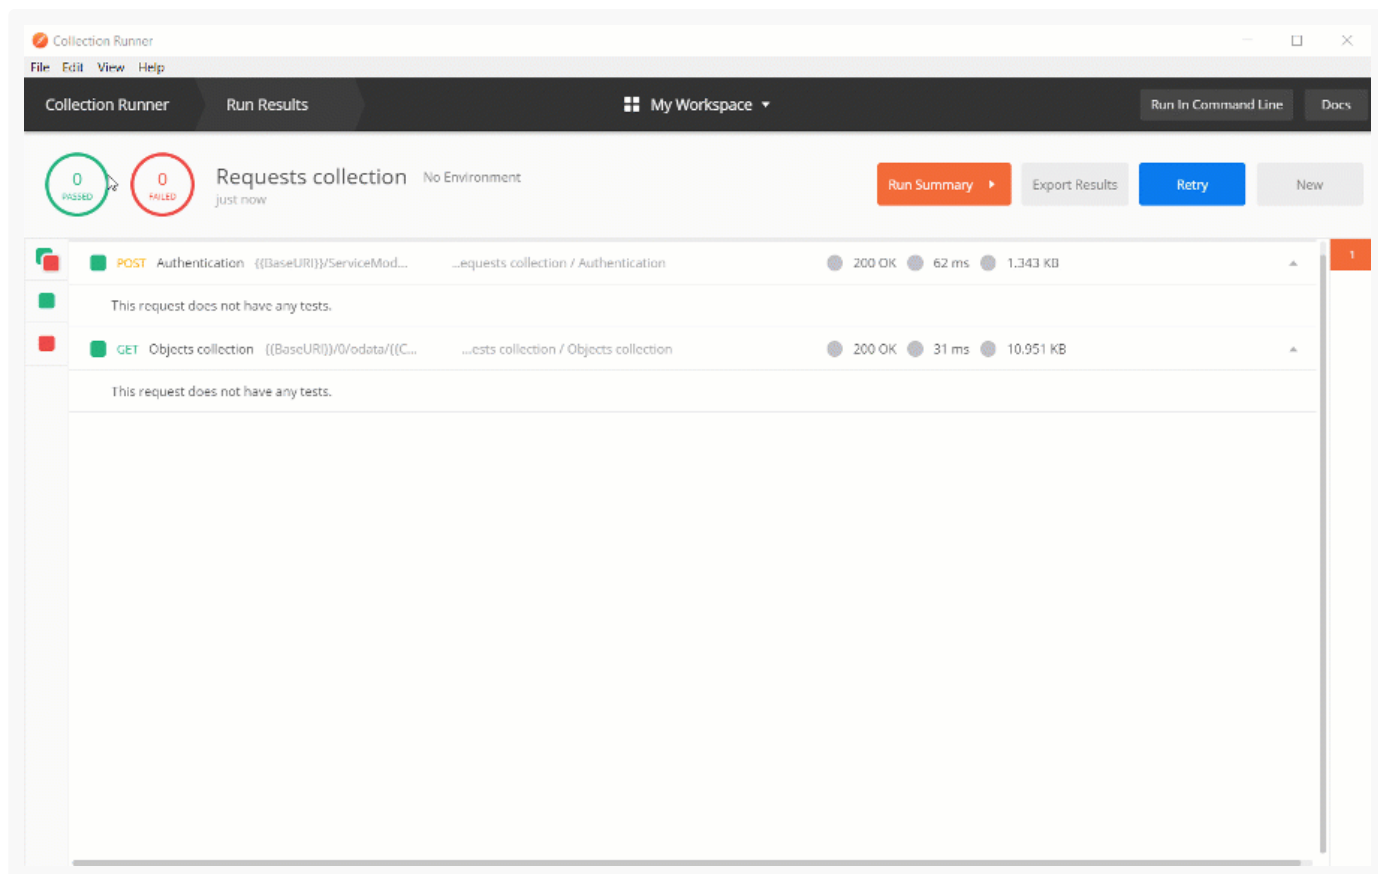 Collection Runner
File Edit View Help
Collection Runner Run Results My Workspace Run In Command Line Docs
0 PASSED
0 FAILED
Requests collection No Environment
just now
Run Summary Export Results Retry New
POST Authentication {{BaseURI}}/ServiceMod... ...equests collection / Authentication 200 OK 62 ms 1.343 KB
1
This request does not have any tests.
GET Objects collection {{BaseURI}}/0/odata/{{C... ...ests collection / Objects collection 200 OK 31 ms 10.951 KB
This request does not have any tests.